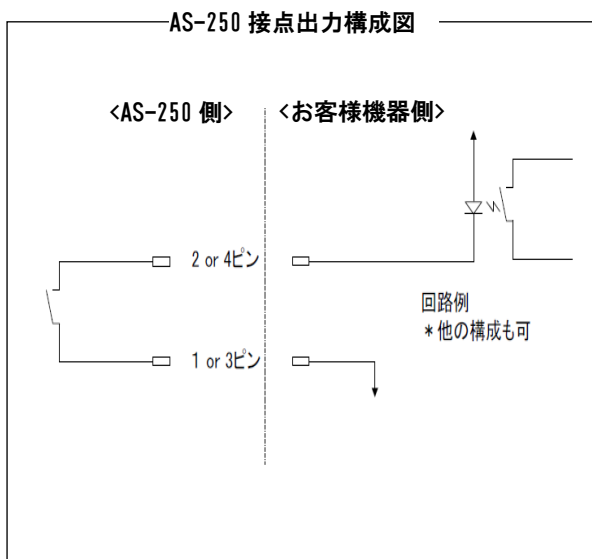 AS-250 接点出力構成図
<AS-250 側>
<お客様機器側>
2 or 4ピン
回路例
*他の構成も可
1 or 3ピン